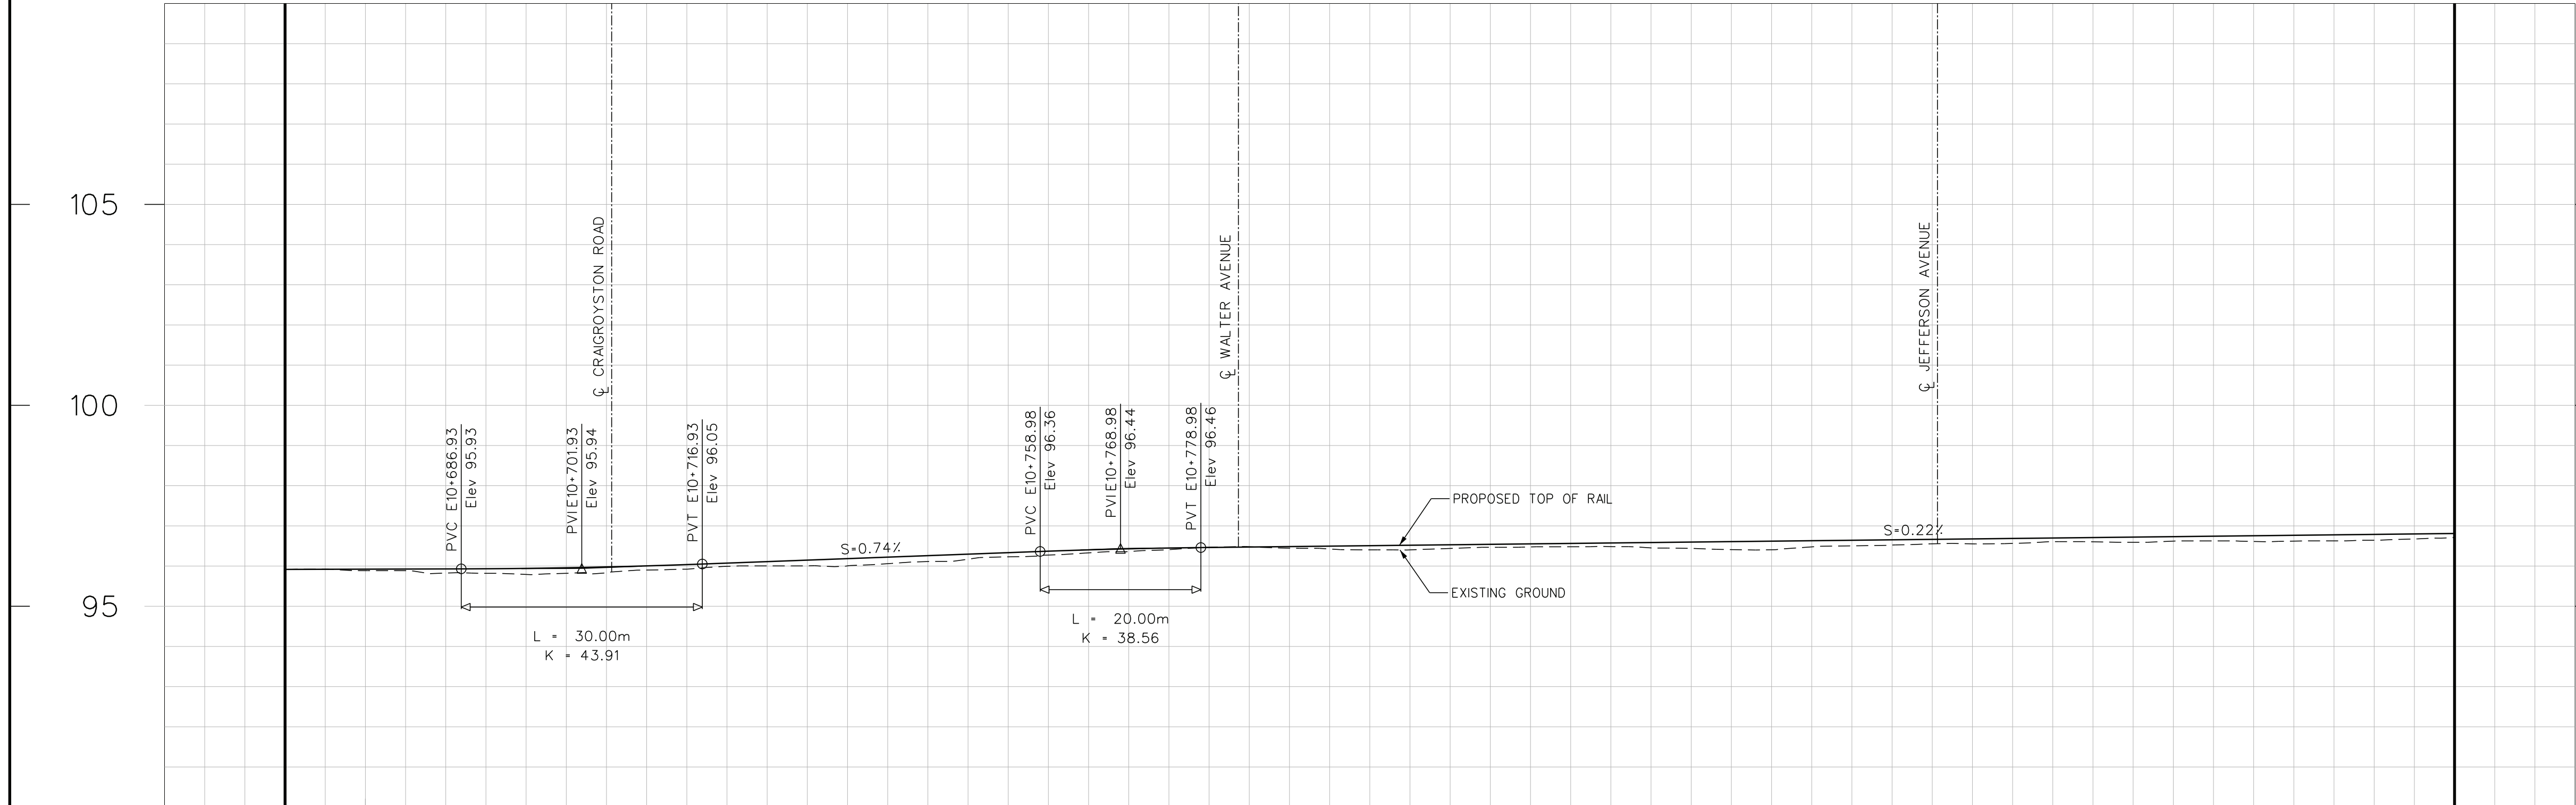 105
100
95
℄ CRAIGROYSTON ROAD
℄ WALTER AVENUE
℄ JEFFERSON AVENUE
PVC E10+686.93
Elev 95.93
PVI E10+701.93
Elev 95.94
PVT E10+716.93
Elev 96.05
S=0.74%
PVC E10+758.98
Elev 96.36
PVI E10+768.98
Elev 96.44
PVT E10+778.98
Elev 96.46
PROPOSED TOP OF RAIL
EXISTING GROUND
S=0.22%
L = 30.00m
K = 43.91
L = 20.00m
K = 38.56